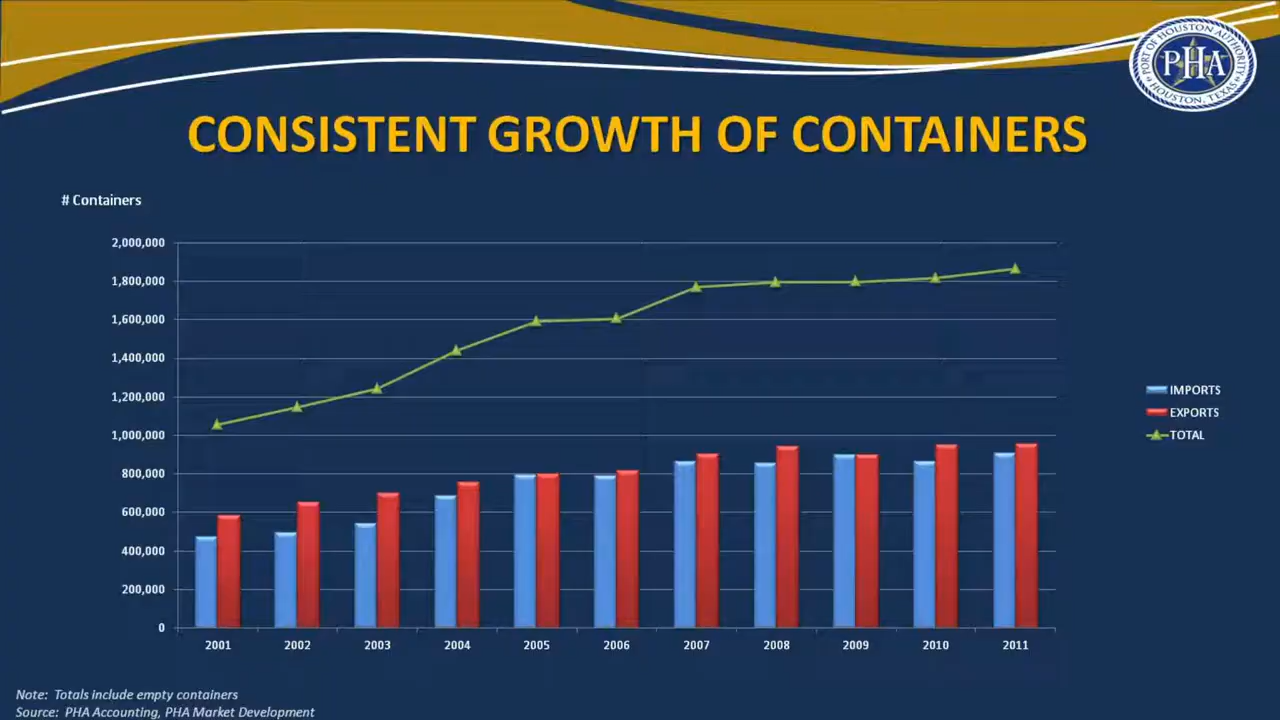 PORT OF HOUSTON AUTHORITY
PHA
HOUSTON, TEXAS
CONSISTENT GROWTH OF CONTAINERS
# Containers
2,000,000
1,800,000
1,600,000
1,400,000
1,200,000
1,000,000
800,000
600,000
400,000
200,000
0
2001 2002 2003 2004 2005 2006 2007 2008 2009 2010 2011
IMPORTS
EXPORTS
TOTAL
Note: Totals include empty containers
Source: PHA Accounting, PHA Market Development